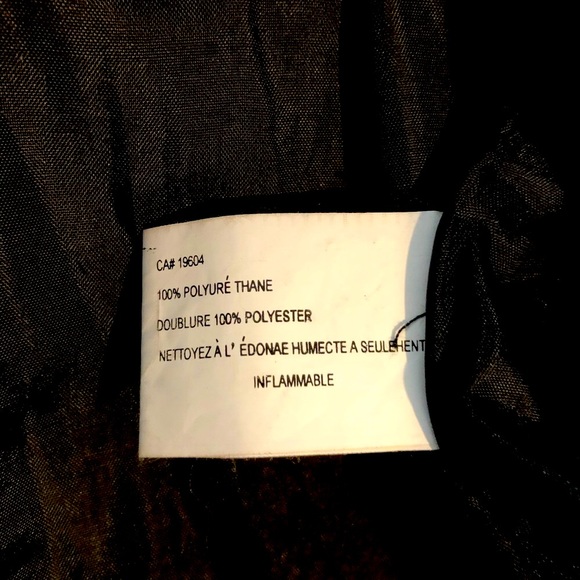 CA# 19604
100% POLYURÉ THANE
DOUBLURE 100% POLYESTER
NETTOYEZ À L' ÉDONAE HUMECTE A SEULEHENT
INFLAMMABLE